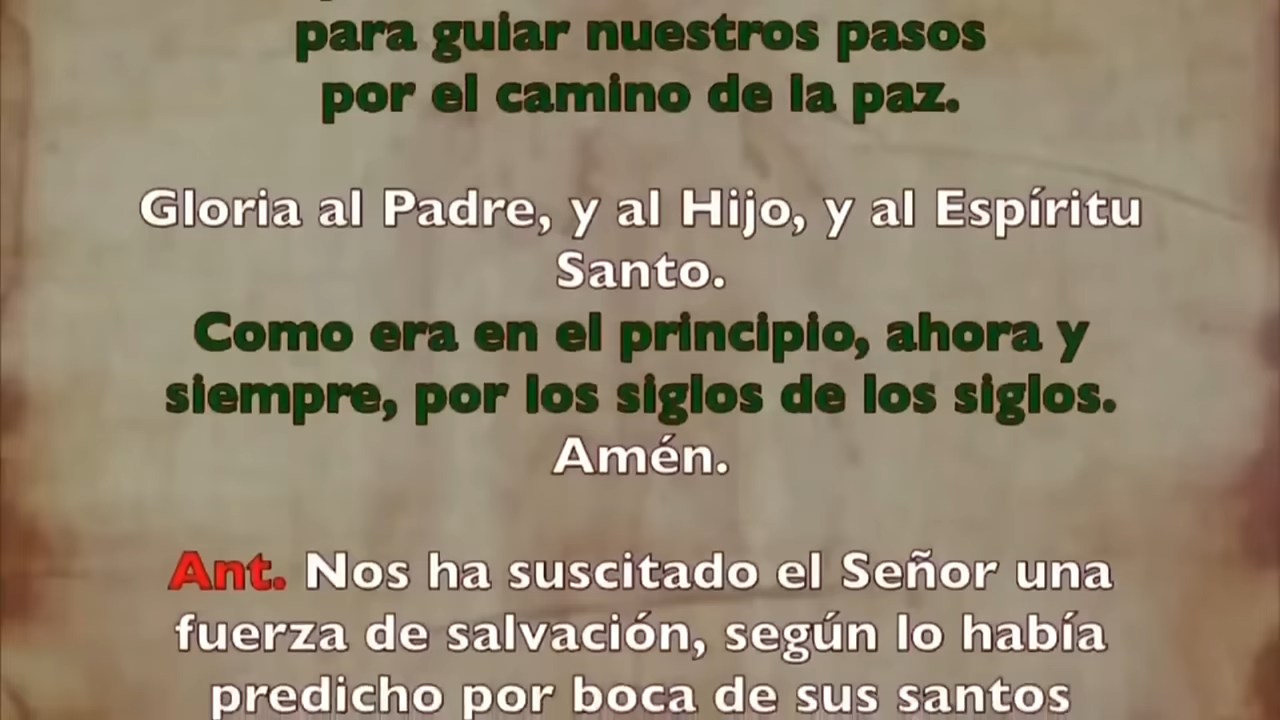 para guiar nuestros pasos
por el camino de la paz.
Gloria al Padre, y al Hijo, y al Espíritu
Santo.
Como era en el principio, ahora y
siempre, por los siglos de los siglos.
Amén.
Ant. Nos ha suscitado el Señor una
fuerza de salvación, según lo había
predicho por boca de sus santos